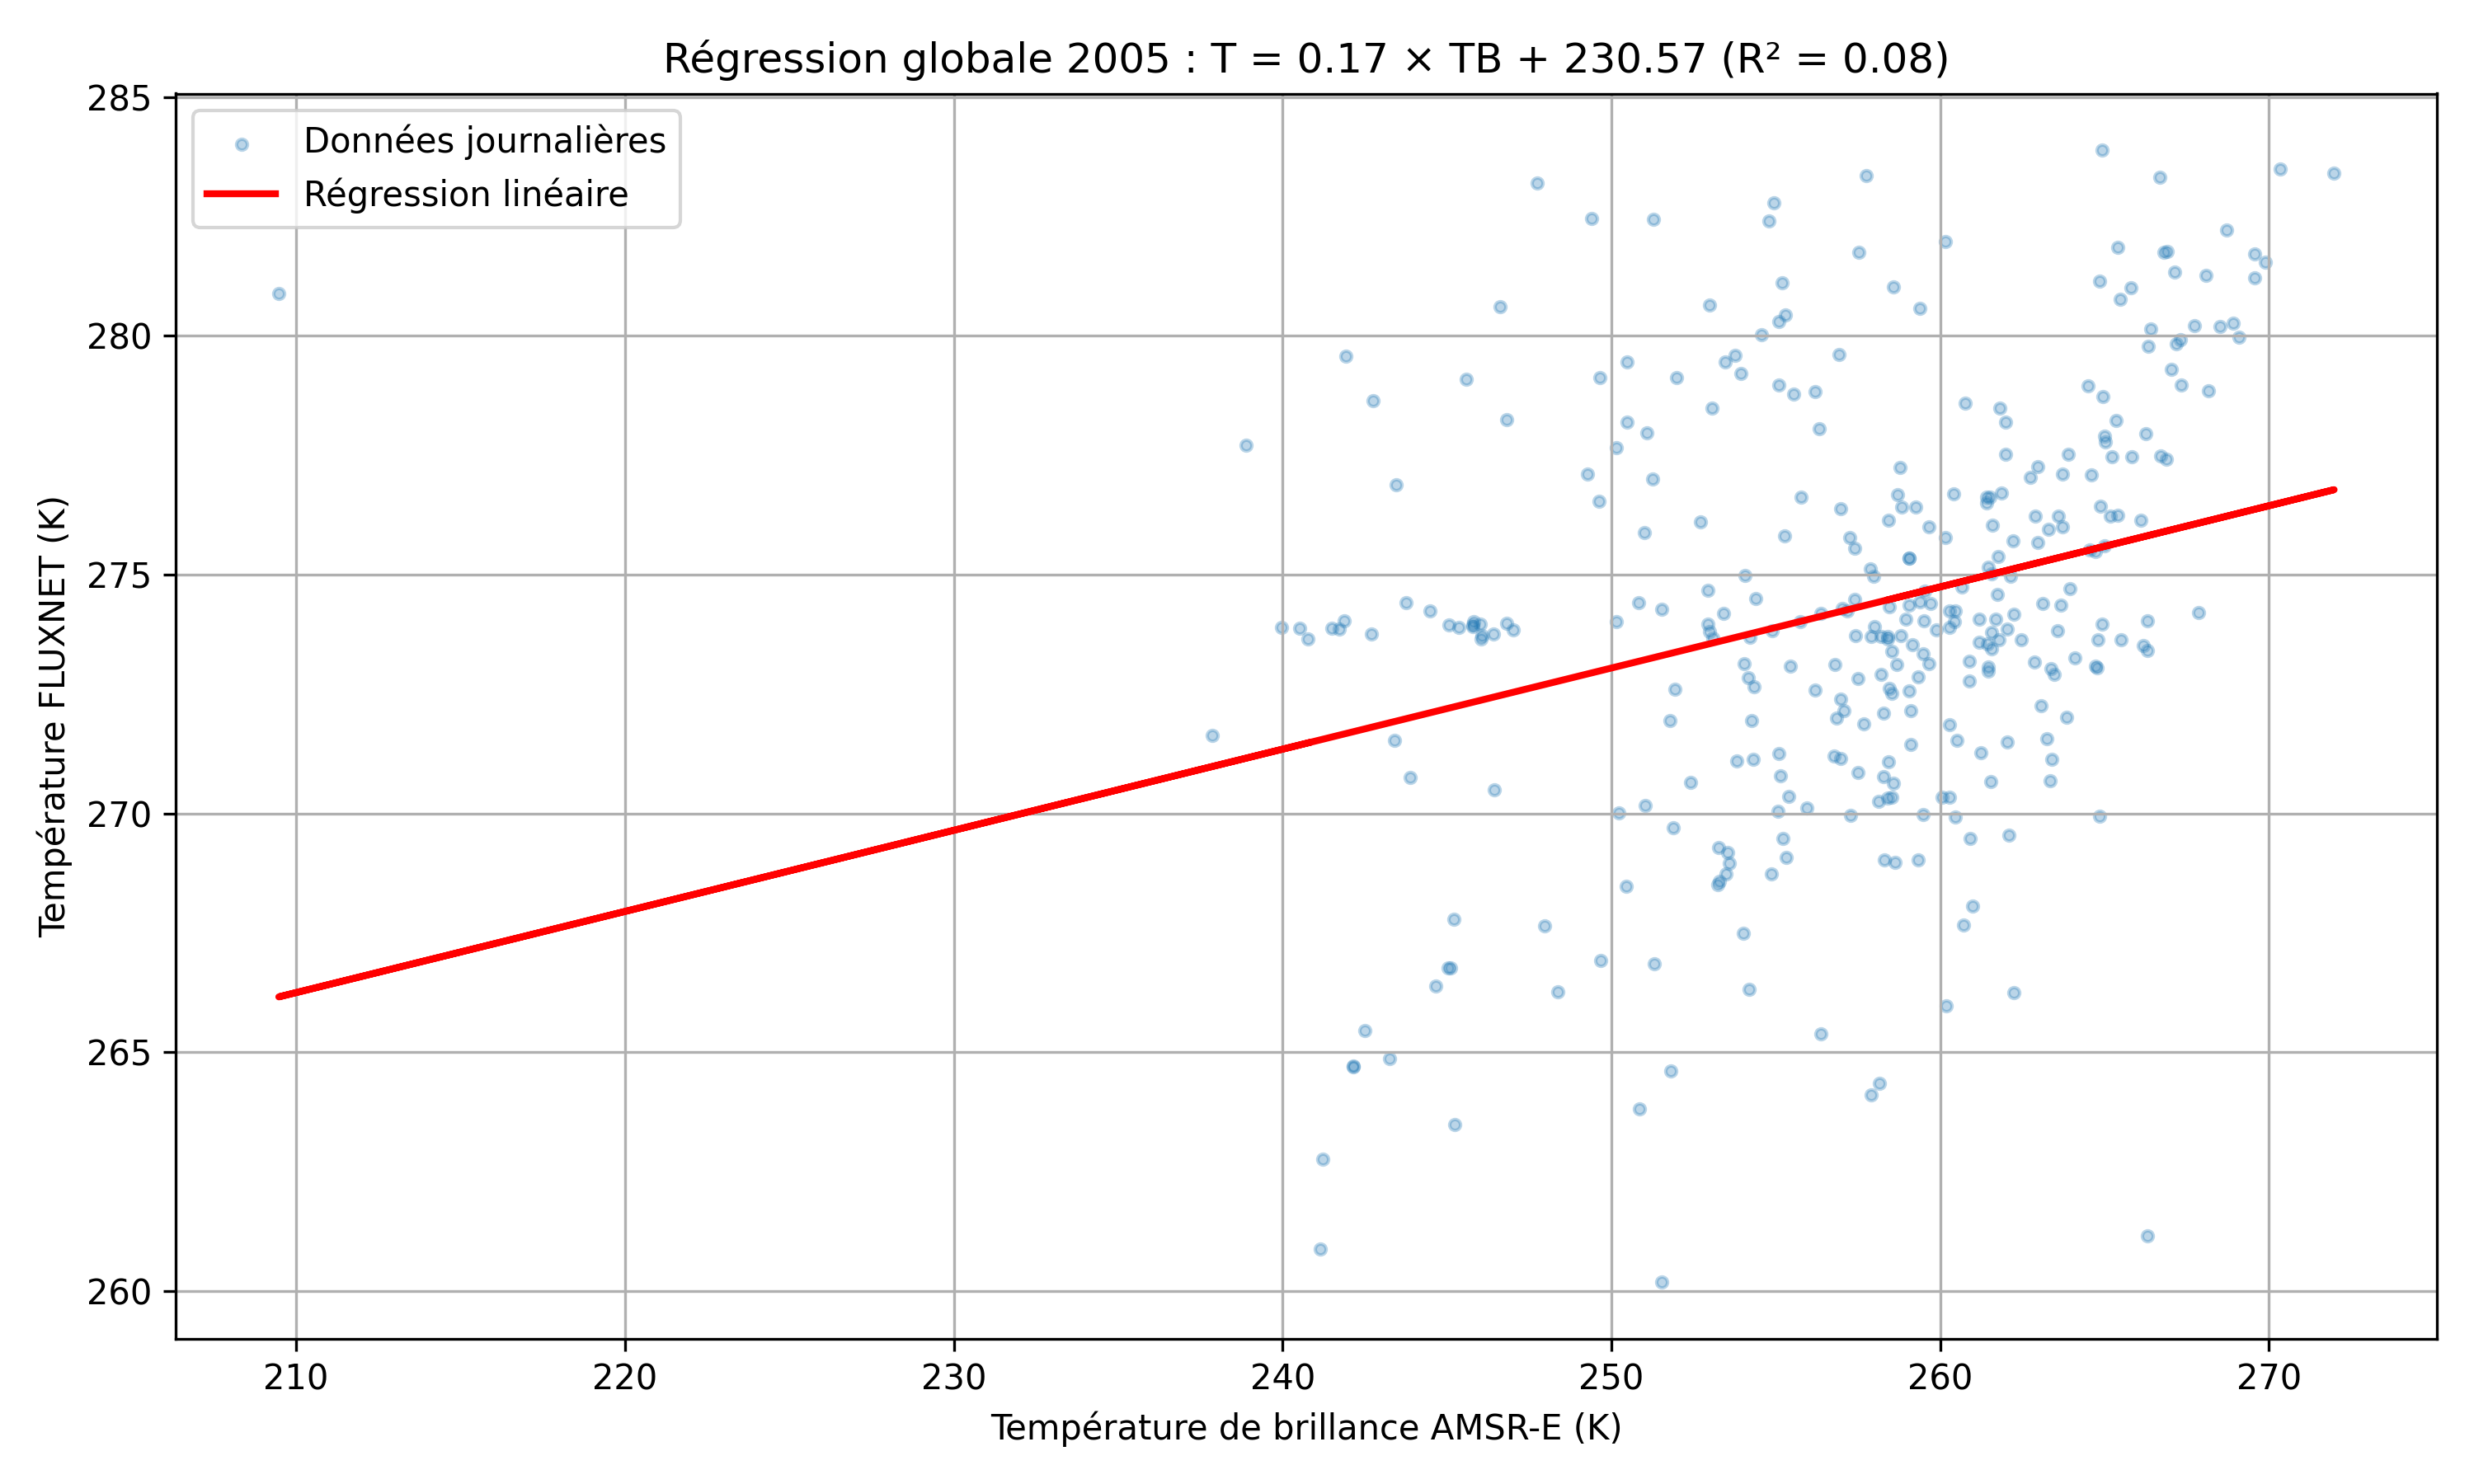 Régression globale 2005 : T = 0.17 × TB + 230.57 (R² = 0.08)
Données journalières
Régression linéaire
285
280
275
270
265
260
Température FLUXNET (K)
210 220 230 240 250 260 270
Température de brillance AMSR-E (K)